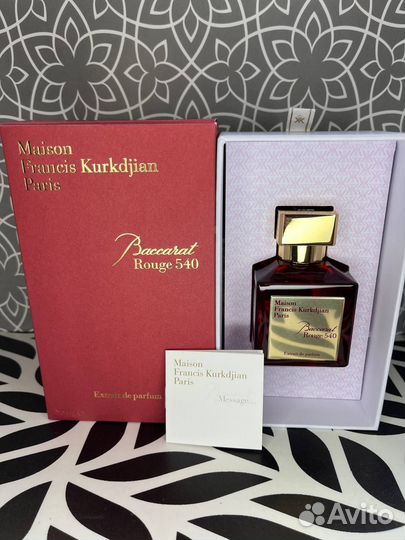 Maison
Francis Kurkdjian
Paris
Baccarat
Rouge 540
Extrait de parfum
Maison
Francis Kurkdjian
Paris
Baccarat
Rouge 540
Extrait de parfum
Maison
Francis Kurkdjian
Paris
Message...
Avito